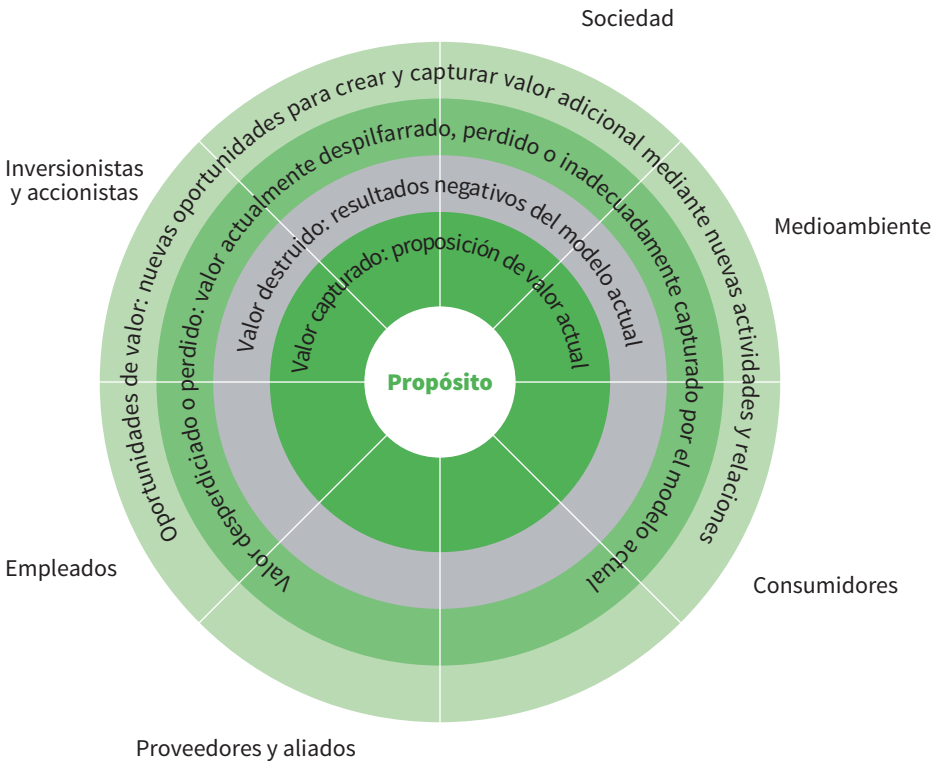 Sociedad
Oportunidades de valor: nuevas oportunidades para crear y capturar valor adicional mediante nuevas actividades y relaciones
Valor desperdiciado o perdido: valor actualmente despilfarrado, perdido o inadecuadamente capturado por el modelo actual
Inversionistas
y accionistas
Valor destruido: resultados negativos del modelo actual
Medioambiente
Valor capturado: proposición de valor actual
Propósito
Empleados
Consumidores
Proveedores y aliados